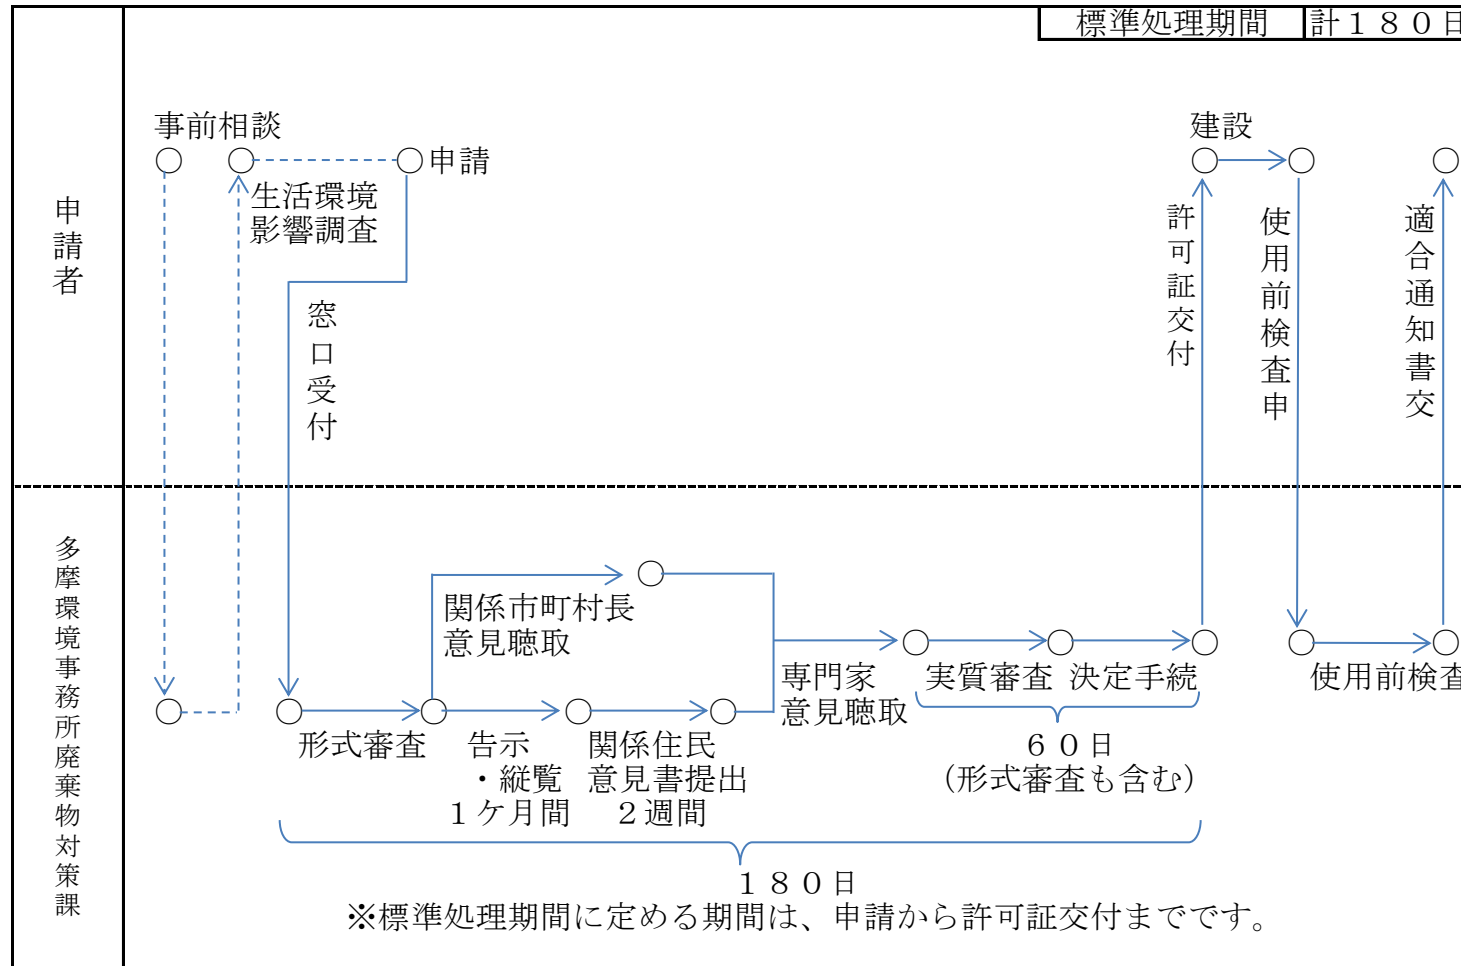 標準処理期間
計１８０日
申請者
事前相談
申請
生活環境
影響調査
窓口受付
建設
許可証交付
使用前検査申
適合通知書交
多摩環境事務所廃棄物対策課
関係市町村長
意見聴取
形式審査
告示
・縦覧
１ケ月間
関係住民
意見書提出
２週間
専門家
意見聴取
実質審査
決定手続
６０日
（形式審査も含む）
使用前検査
１８０日
※標準処理期間に定める期間は、申請から許可証交付までです。